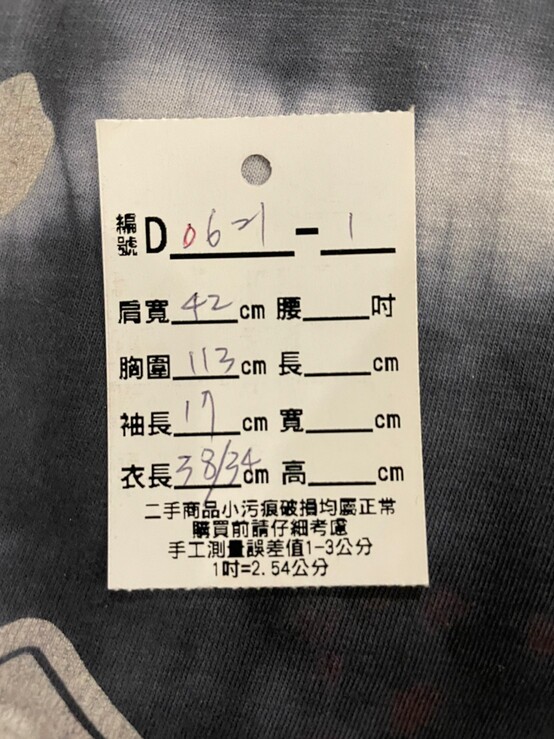 編號D 0621 - 1
肩寬 42 cm 腰 吋
胸圍 113 cm 長 cm
袖長 17 cm 寬 cm
衣長 38/34 cm 高 cm
二手商品小污痕破損均屬正常
購買前請仔細考慮
手工測量誤差值1-3公分
1吋=2.54公分